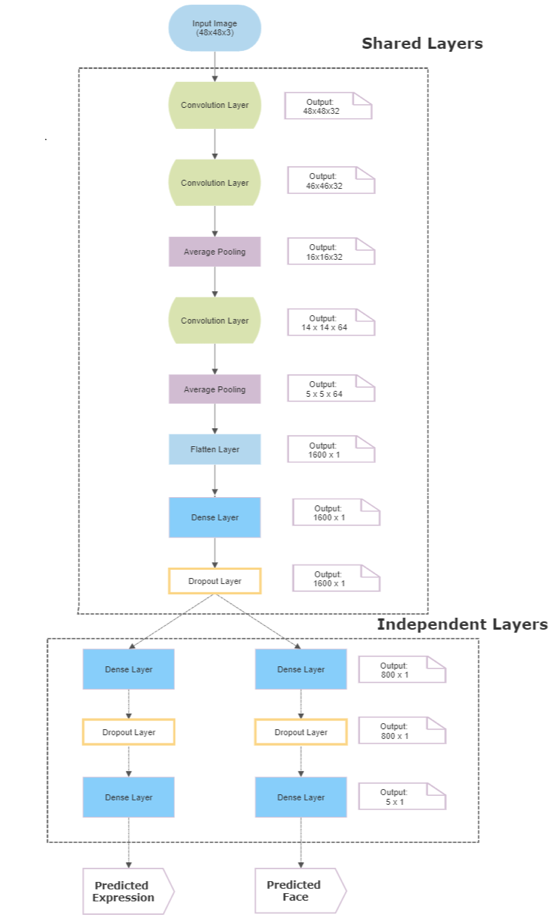 Input Image
(48x48x3)
Shared Layers
Convolution Layer
Output:
48x48x32
Convolution Layer
Output:
46x46x32
Average Pooling
Output:
16x16x32
Convolution Layer
Output:
14 x 14 x 64
Average Pooling
Output:
5 x 5 x 64
Flatten Layer
Output:
1600 x 1
Dense Layer
Output:
1600 x 1
Dropout Layer
Output:
1600 x 1
Independent Layers
Dense Layer
Dense Layer
Output:
800 x 1
Dropout Layer
Dropout Layer
Output:
800 x 1
Dense Layer
Dense Layer
Output:
5 x 1
Predicted
Expression
Predicted
Face